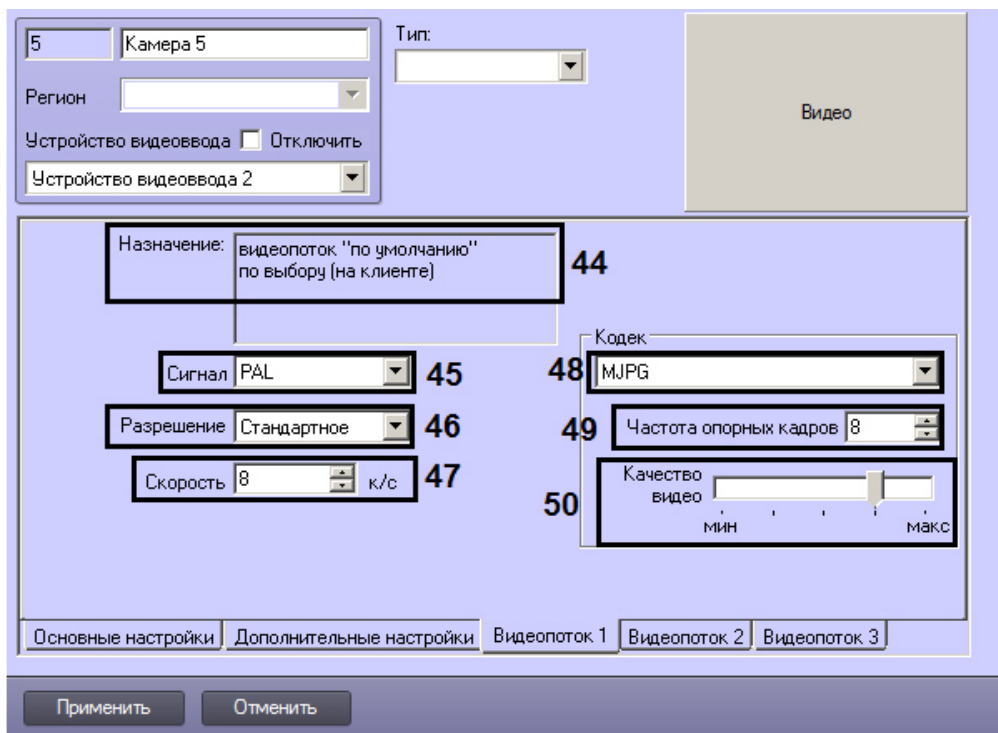 5
Камера 5
Тип:
Регион
Видео
Устройство видеоввода Отключить
Устройство видеоввода 2
Назначение: видеопоток "по умолчанию"
по выбору (на клиенте)
44
Кодек
Сигнал PAL 45
48 MJPG
Разрешение Стандартное 46
49 Частота опорных кадров 8
Скорость 8 к/с 47
50 Качество
видео
мин макс
Основные настройки Дополнительные настройки Видеопоток 1 Видеопоток 2 Видеопоток 3
Применить Отменить